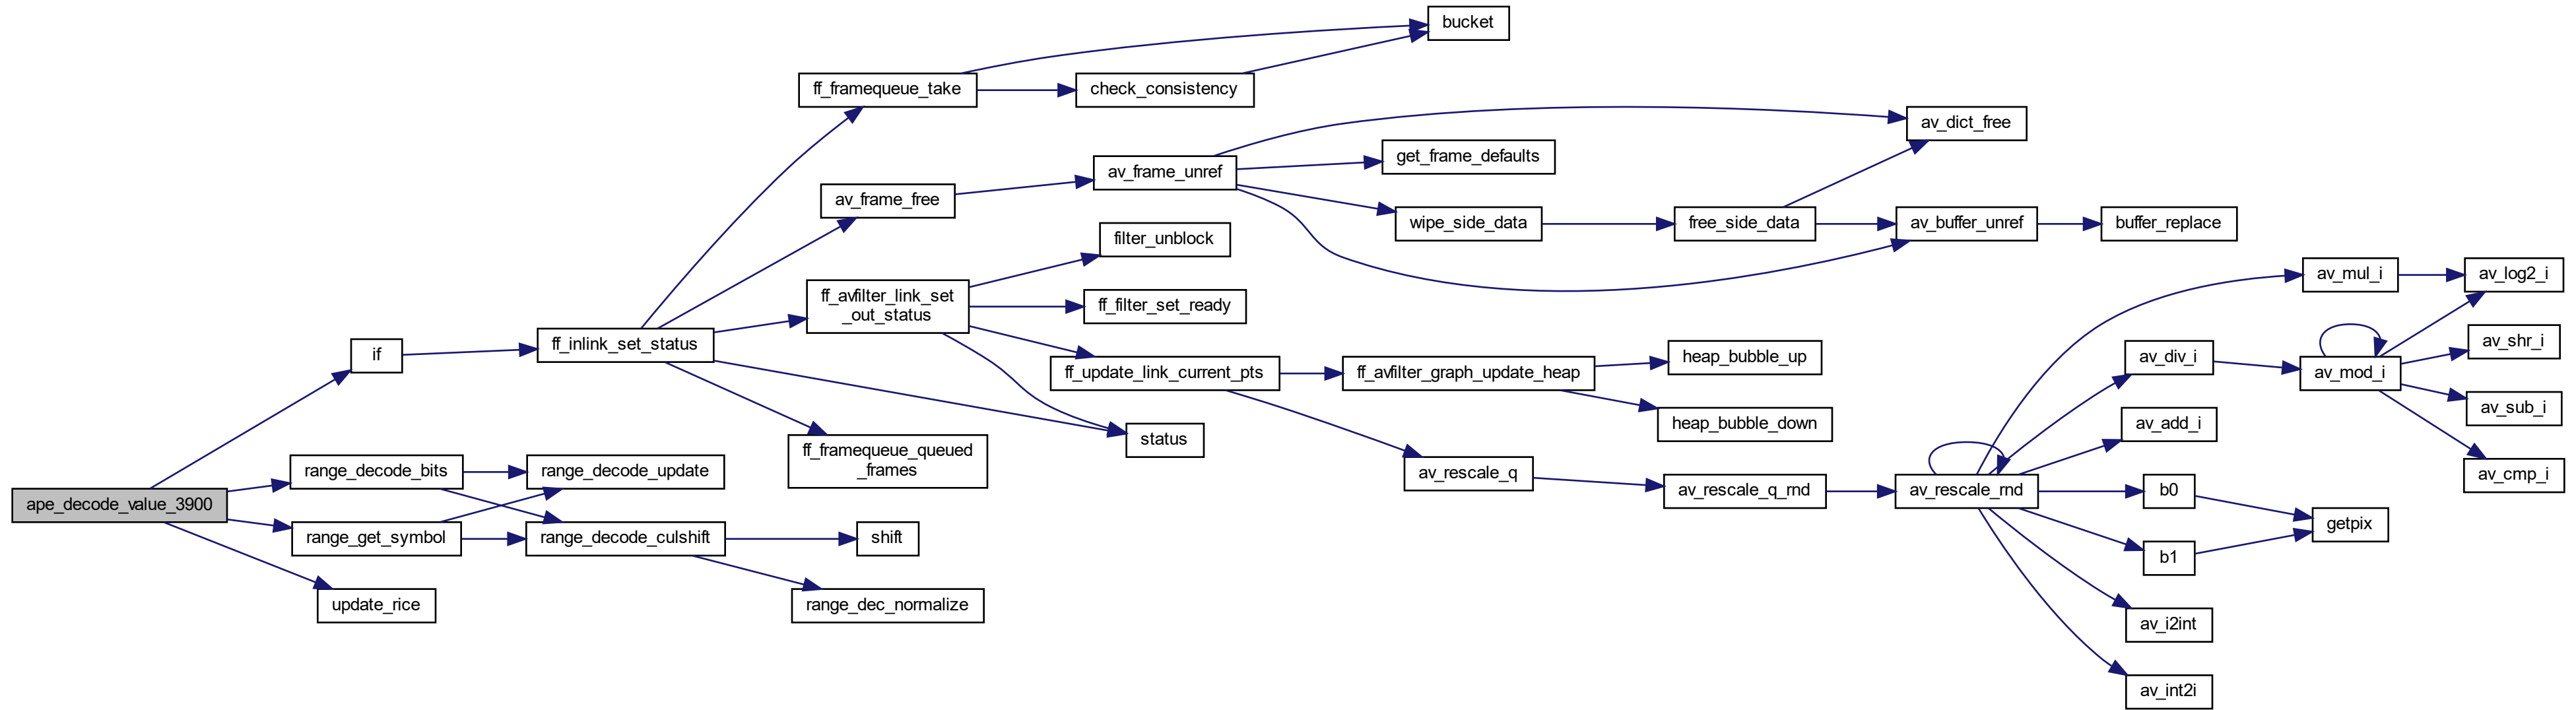 bucket
ff_framequeue_take
check_consistency
av_dict_free
get_frame_defaults
av_frame_unref
av_frame_free
wipe_side_data
free_side_data
av_buffer_unref
buffer_replace
filter_unblock
ff_avfilter_link_set
_out_status
ff_filter_set_ready
av_mul_i
av_log2_i
if
ff_inlink_set_status
ff_update_link_current_pts
ff_avfilter_graph_update_heap
heap_bubble_up
av_div_i
av_mod_i
av_shr_i
av_sub_i
heap_bubble_down
av_add_i
status
ff_framequeue_queued
_frames
range_decode_bits
range_decode_update
av_rescale_q
av_rescale_q_rnd
av_rescale_rnd
b0
av_cmp_i
ape_decode_value_3900
range_get_symbol
range_decode_culshift
shift
getpix
b1
update_rice
range_dec_normalize
av_i2int
av_int2i